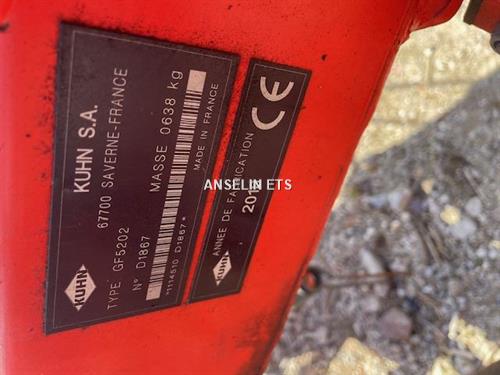 KUHN S.A.
67700 SAVERNE-FRANCE
TYPE GF5202
N° D1867 MASSE 0638 kg
*1114510 D1867*
MADE IN FRANCE
KUHN
CE
ANNEE DE FABRICATION
KUHN
ANSELIN ETS